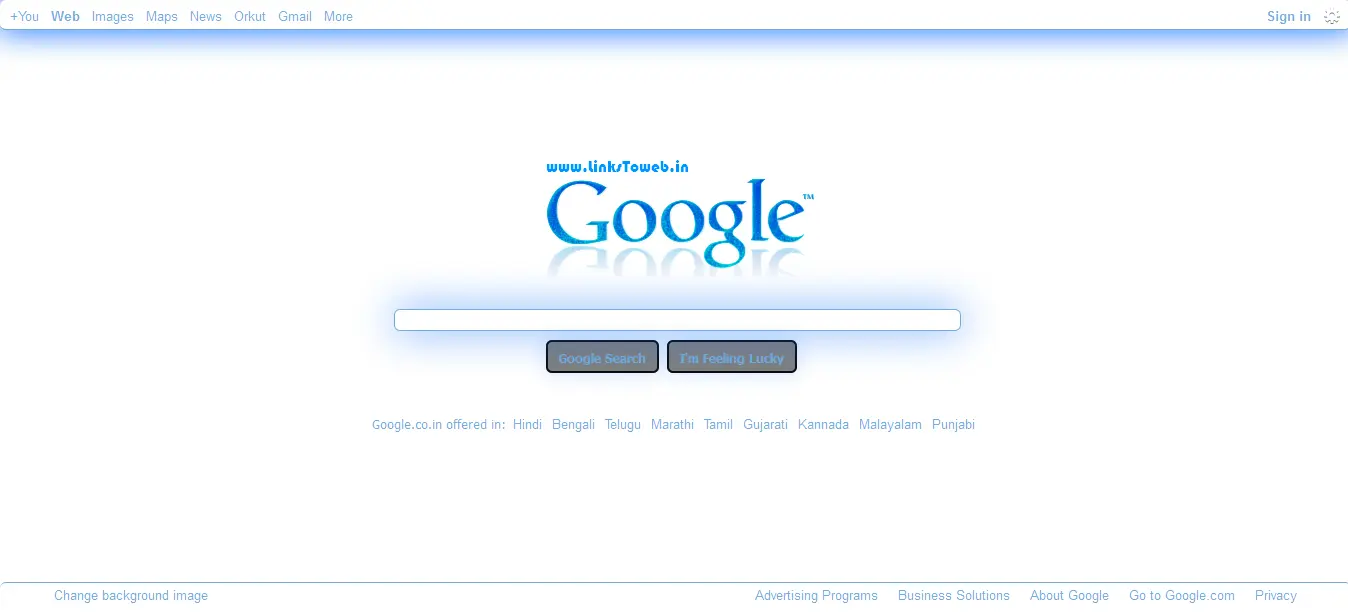 +You Web Images Maps News Orkut Gmail More Sign in
www.linksToweb.in
Google™
Google Search I'm Feeling Lucky
Google.co.in offered in: Hindi Bengali Telugu Marathi Tamil Gujarati Kannada Malayalam Punjabi
Change background image Advertising Programs Business Solutions About Google Go to Google.com Privacy